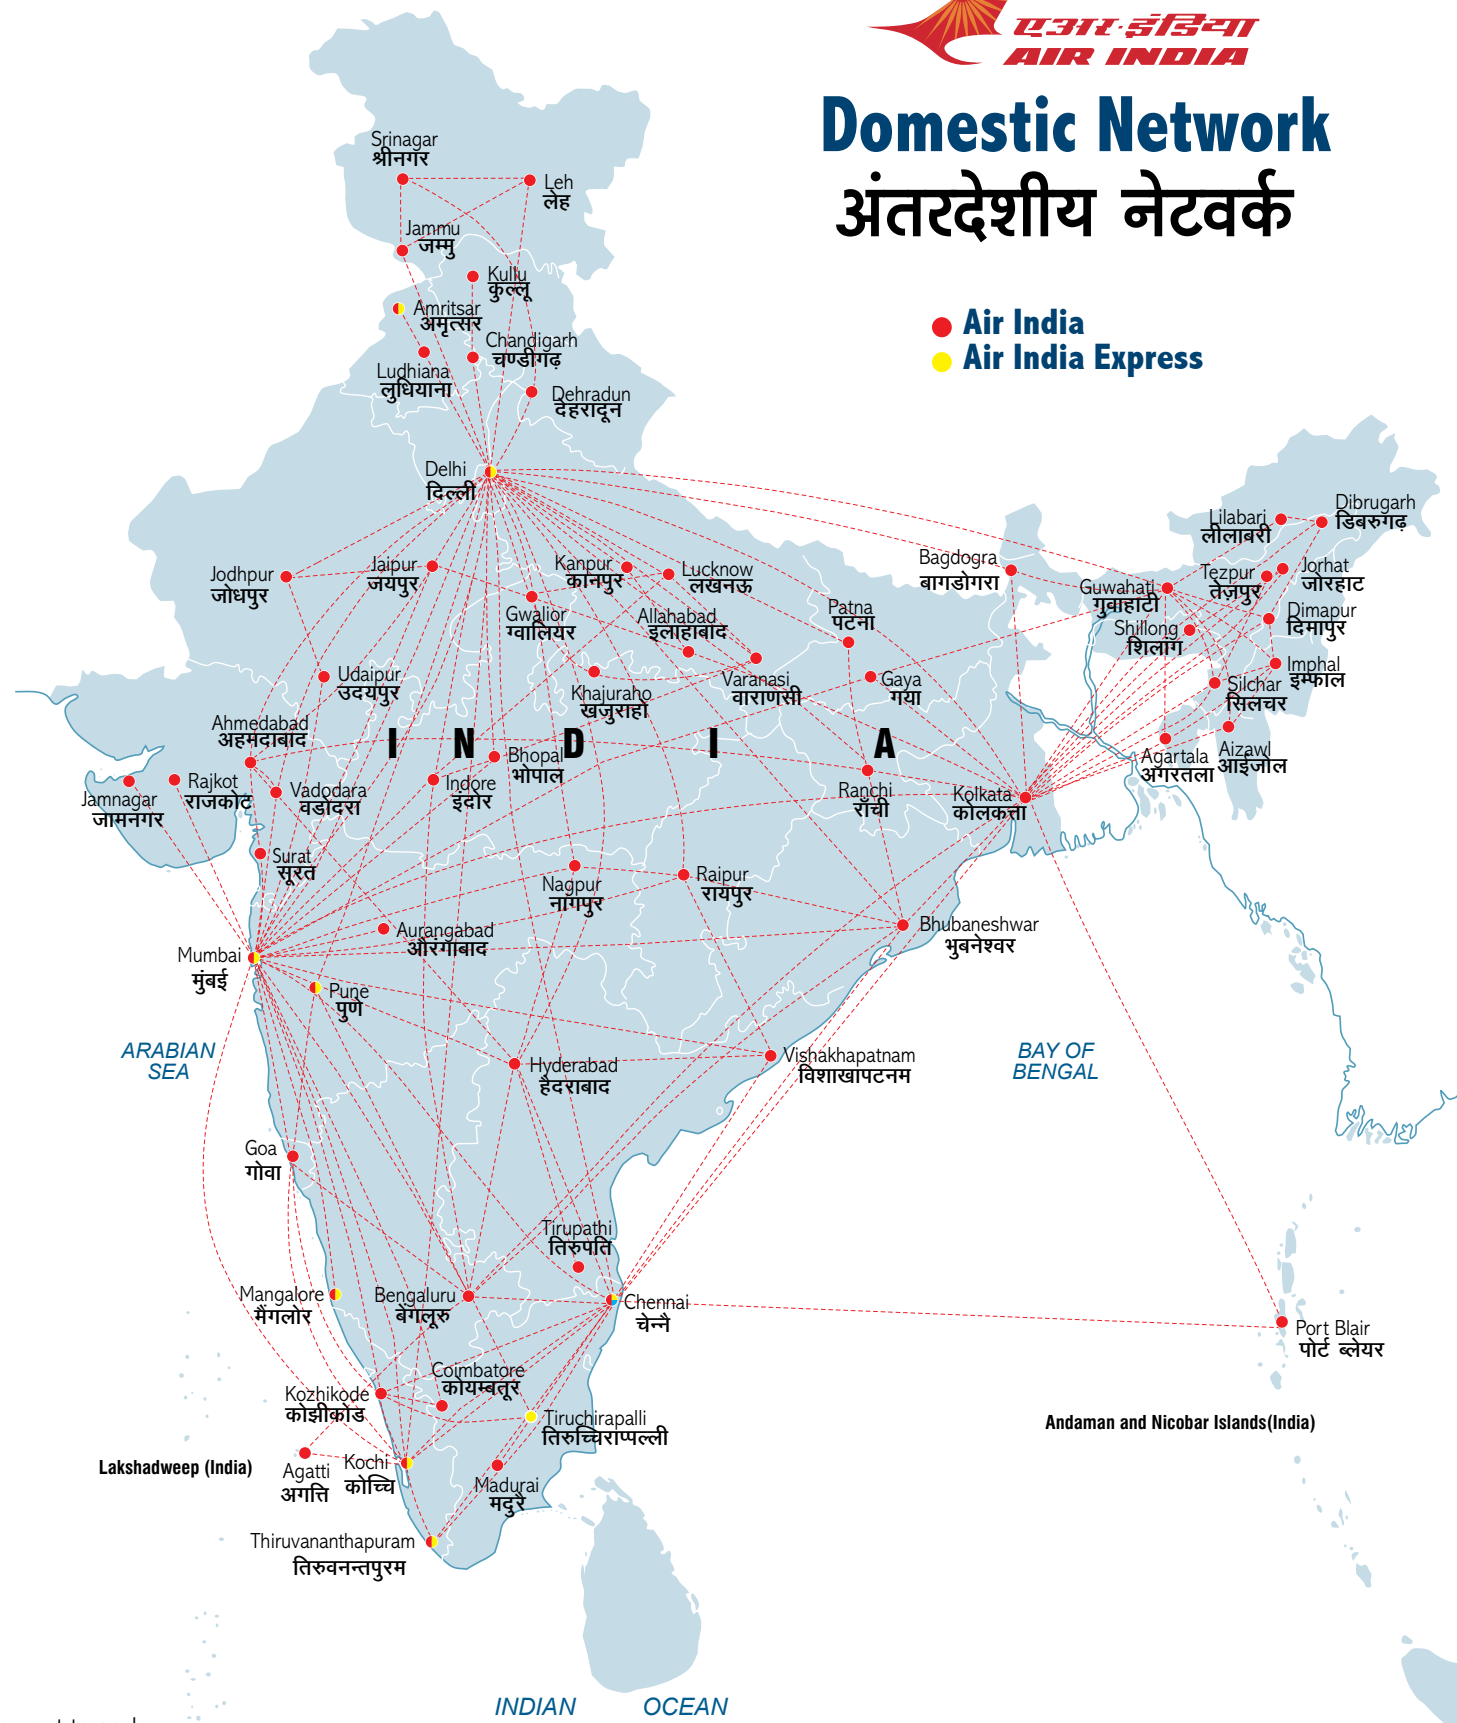 एअर·इंडिया
AIR INDIA
Domestic Network
अंतरदेशीय नेटवर्क
Air India
Air India Express
Srinagar
श्रीनगर
Leh
लेह
Jammu
जम्मु
Kullu
कुल्लू
Amritsar
अमृत्सर
Chandigarh
चण्डीगढ़
Ludhiana
लुधियाना
Dehradun
देहरादून
Delhi
दिल्ली
Dibrugarh
डिबरुगढ़
Lilabari
लीलाबरी
Bagdogra
बागडोगरा
Jorhat
जोरहाट
Tezpur
तेज़पुर
Guwahati
गुवाहाटी
Dimapur
दिमापुर
Shillong
शिलांग
Imphal
इम्फाल
Silchar
सिलचर
Aizawl
आईजोल
Agartala
अगरतला
Jodhpur
जोधपुर
Jaipur
जयपुर
Kanpur
कानपुर
Lucknow
लखनऊ
Gwalior
ग्वालियर
Allahabad
इलाहाबाद
Patna
पटना
Udaipur
उदयपुर
Khajuraho
खजुराहो
Varanasi
वाराणसी
Gaya
गया
Ahmedabad
अहमदाबाद
INDIA
Bhopal
भोपाल
Jamnagar
जामनगर
Rajkot
राजकोट
Vadodara
वडोदरा
Indore
इंदोर
Ranchi
राँची
Kolkata
कोलकत्ता
Surat
सूरत
Nagpur
नागपुर
Raipur
रायपुर
Aurangabad
औरंगाबाद
Bhubaneshwar
भुबनेश्वर
Mumbai
मुंबई
Pune
पुणे
ARABIAN
SEA
Hyderabad
हैदराबाद
Vishakhapatnam
विशाखापटनम
BAY OF
BENGAL
Goa
गोवा
Tirupathi
तिरुपति
Mangalore
मैंगलोर
Bengaluru
बेंगलूरु
Chennai
चेन्नै
Port Blair
पोर्ट ब्लेयर
Coimbatore
कोयम्बतूर
Kozhikode
कोझीकोड
Tiruchirapalli
तिरुच्चिराप्पल्ली
Andaman and Nicobar Islands(India)
Lakshadweep (India)
Agatti
अगत्ति
Kochi
कोच्चि
Madurai
मदुरै
Thiruvananthapuram
तिरुवनन्तपुरम
INDIAN OCEAN